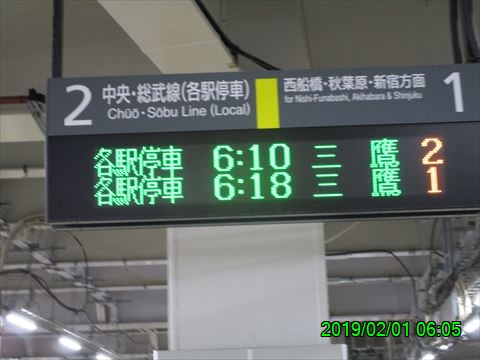 2 中央・総武線(各駅停車)
Chūō・Sōbu Line (Local)
西船橋・秋葉原・新宿方面 1
for Nishi-Funabashi, Akihabara & Shinjuku
各駅停車 6:10 三鷹 2
各駅停車 6:18 三鷹 1
2019/02/01 06:05